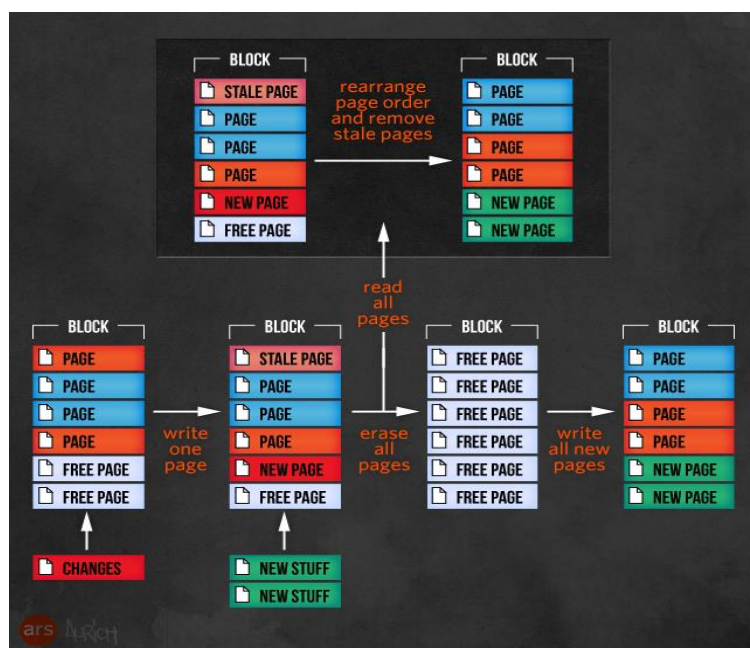 BLOCK
STALE PAGE
PAGE
PAGE
PAGE
NEW PAGE
FREE PAGE
rearrange
page order
and remove
stale pages
BLOCK
PAGE
PAGE
PAGE
PAGE
NEW PAGE
NEW PAGE
read
all
pages
BLOCK
PAGE
PAGE
PAGE
PAGE
FREE PAGE
FREE PAGE
CHANGES
write
one
page
BLOCK
STALE PAGE
PAGE
PAGE
PAGE
NEW PAGE
FREE PAGE
NEW STUFF
NEW STUFF
erase
all
pages
BLOCK
FREE PAGE
FREE PAGE
FREE PAGE
FREE PAGE
FREE PAGE
FREE PAGE
write
all new
pages
BLOCK
PAGE
PAGE
PAGE
PAGE
NEW PAGE
NEW PAGE
ars
AURICH